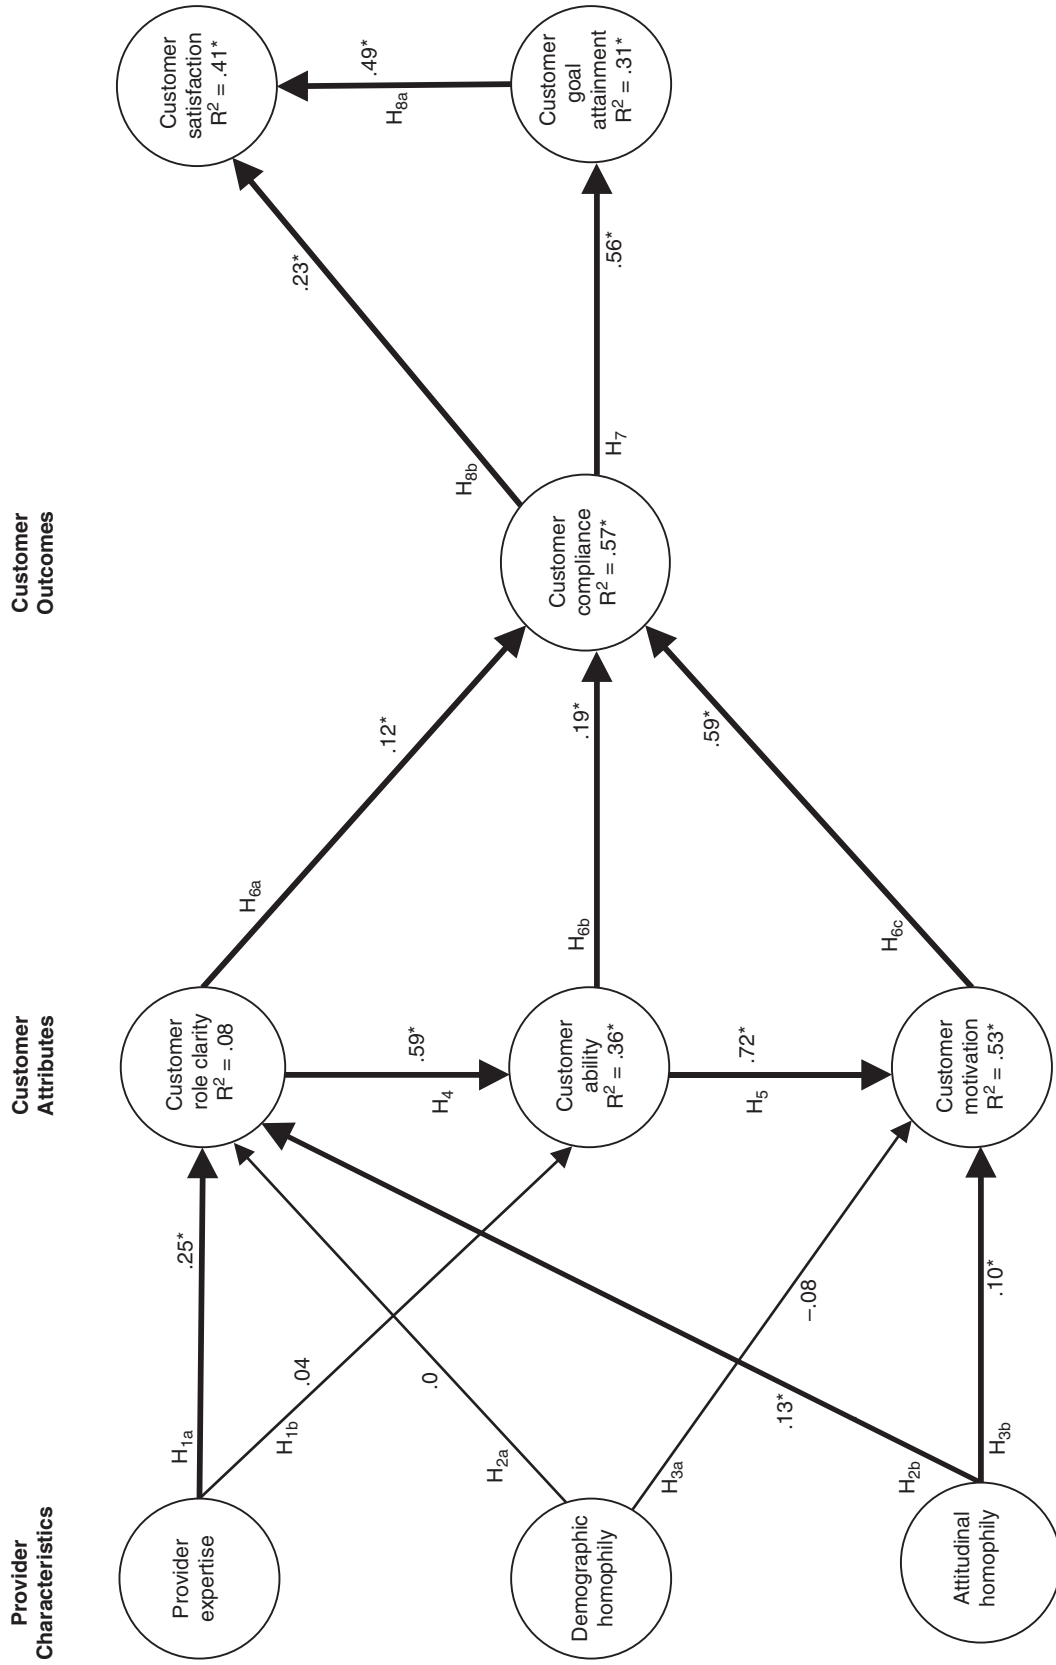 Provider
Characteristics
Customer
Attributes
Customer
Outcomes
Provider
expertise
Demographic
homophily
Attitudinal
homophily
H1a
.25*
H1b
.04
H2a
.0
H3a
–.08
H2b
.13*
H3b
.10*
Customer
role clarity
R² = .08
H4
.59*
Customer
ability
R² = .36*
H5
.72*
Customer
motivation
R² = .53*
H6a
.12*
H6b
.19*
H6c
.59*
Customer
compliance
R² = .57*
H8b
.23*
H7
.56*
Customer
satisfaction
R² = .41*
H8a
.49*
Customer
goal
attainment
R² = .31*